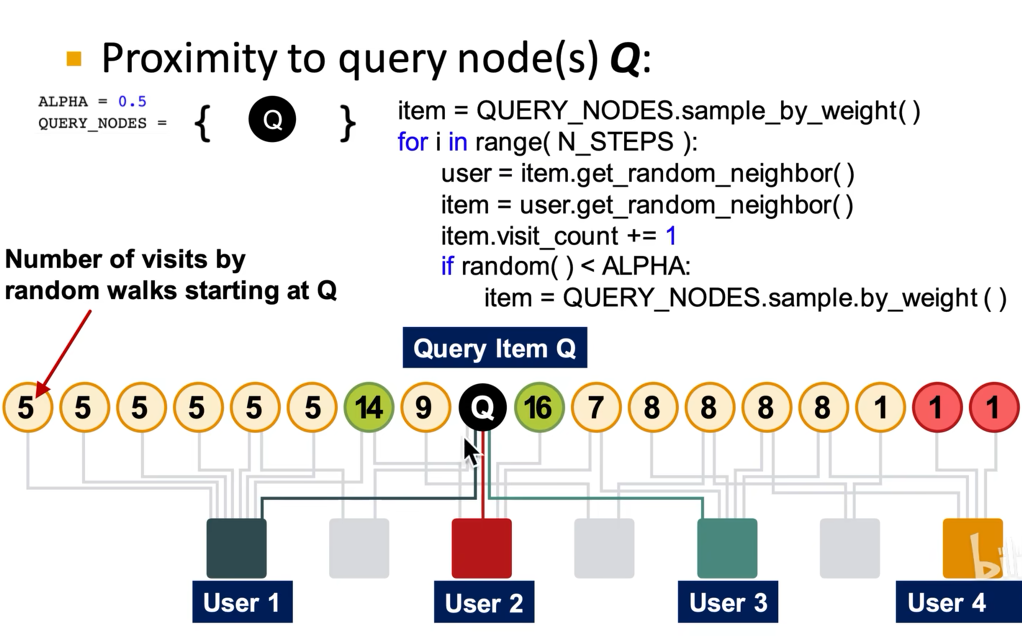 Proximity to query node(s) Q:
ALPHA = 0.5
QUERY_NODES = { Q }
item = QUERY_NODES.sample_by_weight( )
for i in range( N_STEPS ):
user = item.get_random_neighbor( )
item = user.get_random_neighbor( )
item.visit_count += 1
if random( ) < ALPHA:
item = QUERY_NODES.sample.by_weight ( )
Number of visits by
random walks starting at Q
Query Item Q
5 5 5 5 5 5 14 9 Q 16 7 8 8 8 8 1 1 1
User 1 User 2 User 3 User 4